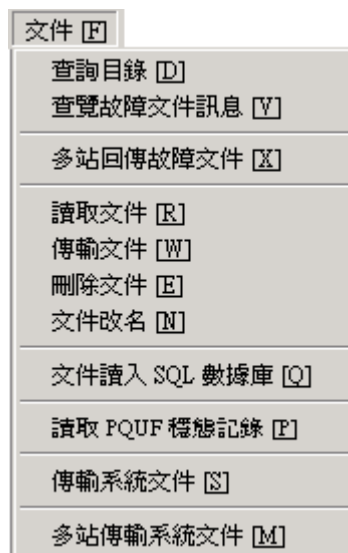 文件 [F]
查詢目錄 [D]
查覽故障文件訊息 [V]
多站回傳故障文件 [X]
讀取文件 [R]
傳輸文件 [W]
刪除文件 [E]
文件改名 [N]
文件讀入 SQL 數據庫 [Q]
讀取 PQUF 穩態記錄 [P]
傳輸系統文件 [S]
多站傳輸系統文件 [M]